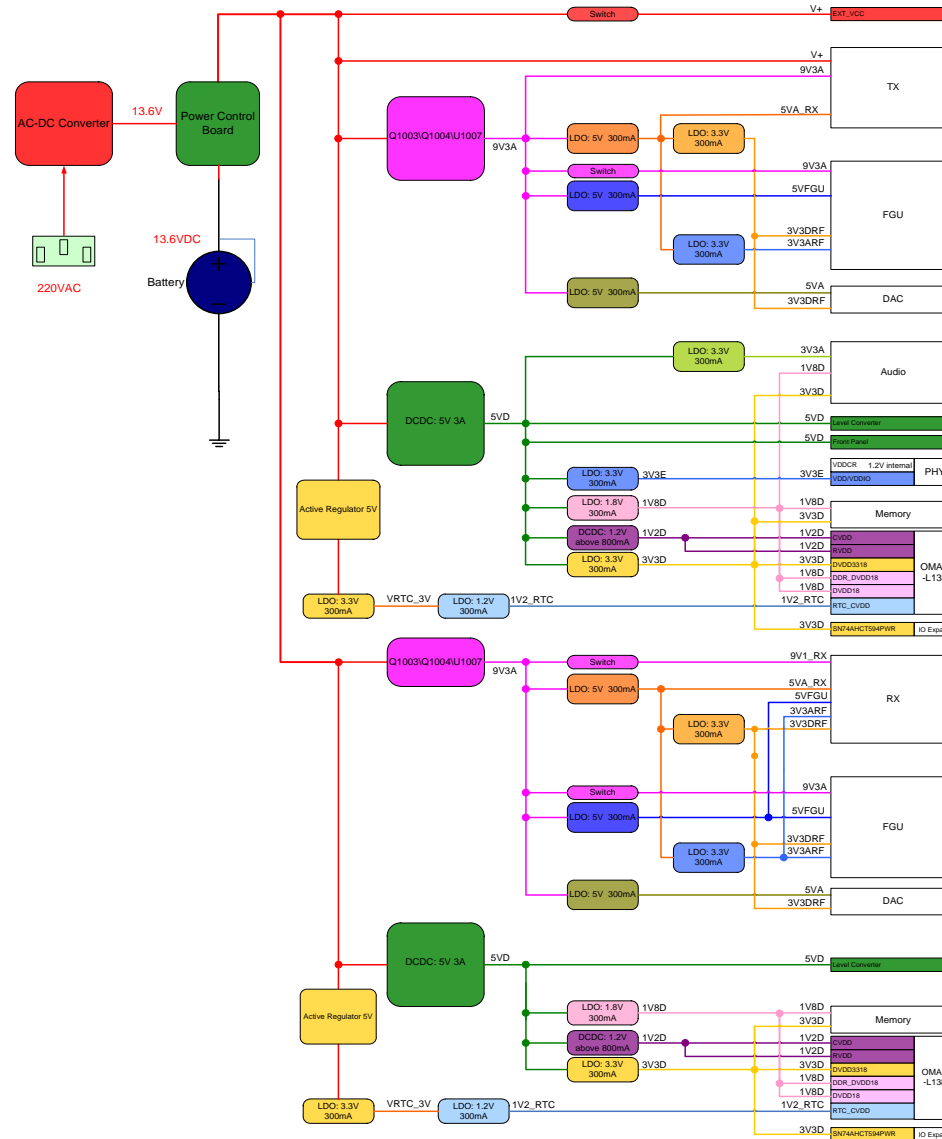 Switch
V+
EXT_VCC
V+
9V3A
TX
AC-DC Converter
13.6V
Power Control
Board
Q1003\Q1004\U1007
9V3A
5VA_RX
LDO: 5V 300mA
LDO: 3.3V
300mA
Switch
9V3A
LDO: 5V 300mA
5VFGU
FGU
13.6VDC
3V3DRF
LDO: 3.3V
300mA
3V3ARF
Battery
220VAC
LDO: 5V 300mA
5VA
3V3DRF
DAC
LDO: 3.3V
300mA
3V3A
1V8D
3V3D
Audio
DCDC: 5V 3A
5VD
5VD
Level Converter
5VD
Front Panel
LDO: 3.3V
300mA
3V3E
3V3E
VDDCR 1.2V internal
VDD/VDDIO
PHY
Active Regulator 5V
LDO: 1.8V
300mA
1V8D
1V8D
3V3D
Memory
DCDC: 1.2V
above 800mA
1V2D
1V2D
CVDD
1V2D
RVDD
LDO: 3.3V
300mA
3V3D
3V3D
DVDD3318
1V8D
DDR_DVDD18
1V8D
DVDD18
OMA
-L13
LDO: 3.3V
300mA
VRTC_3V
LDO: 1.2V
300mA
1V2_RTC
1V2_RTC
RTC_CVDD
3V3D
SN74AHCT594PWR
IO Expa
Q1003\Q1004\U1007
9V3A
Switch
9V1_RX
LDO: 5V 300mA
5VA_RX
5VFGU
3V3ARF
3V3DRF
RX
LDO: 3.3V
300mA
Switch
9V3A
LDO: 5V 300mA
5VFGU
FGU
3V3DRF
LDO: 3.3V
300mA
3V3ARF
LDO: 5V 300mA
5VA
3V3DRF
DAC
DCDC: 5V 3A
5VD
5VD
Level Converter
Active Regulator 5V
LDO: 1.8V
300mA
1V8D
1V8D
3V3D
Memory
DCDC: 1.2V
above 800mA
1V2D
1V2D
CVDD
1V2D
RVDD
LDO: 3.3V
300mA
3V3D
3V3D
DVDD3318
1V8D
DDR_DVDD18
1V8D
DVDD18
OMA
-L13
LDO: 3.3V
300mA
VRTC_3V
LDO: 1.2V
300mA
1V2_RTC
1V2_RTC
RTC_CVDD
3V3D
SN74AHCT594PWR
IO Expa